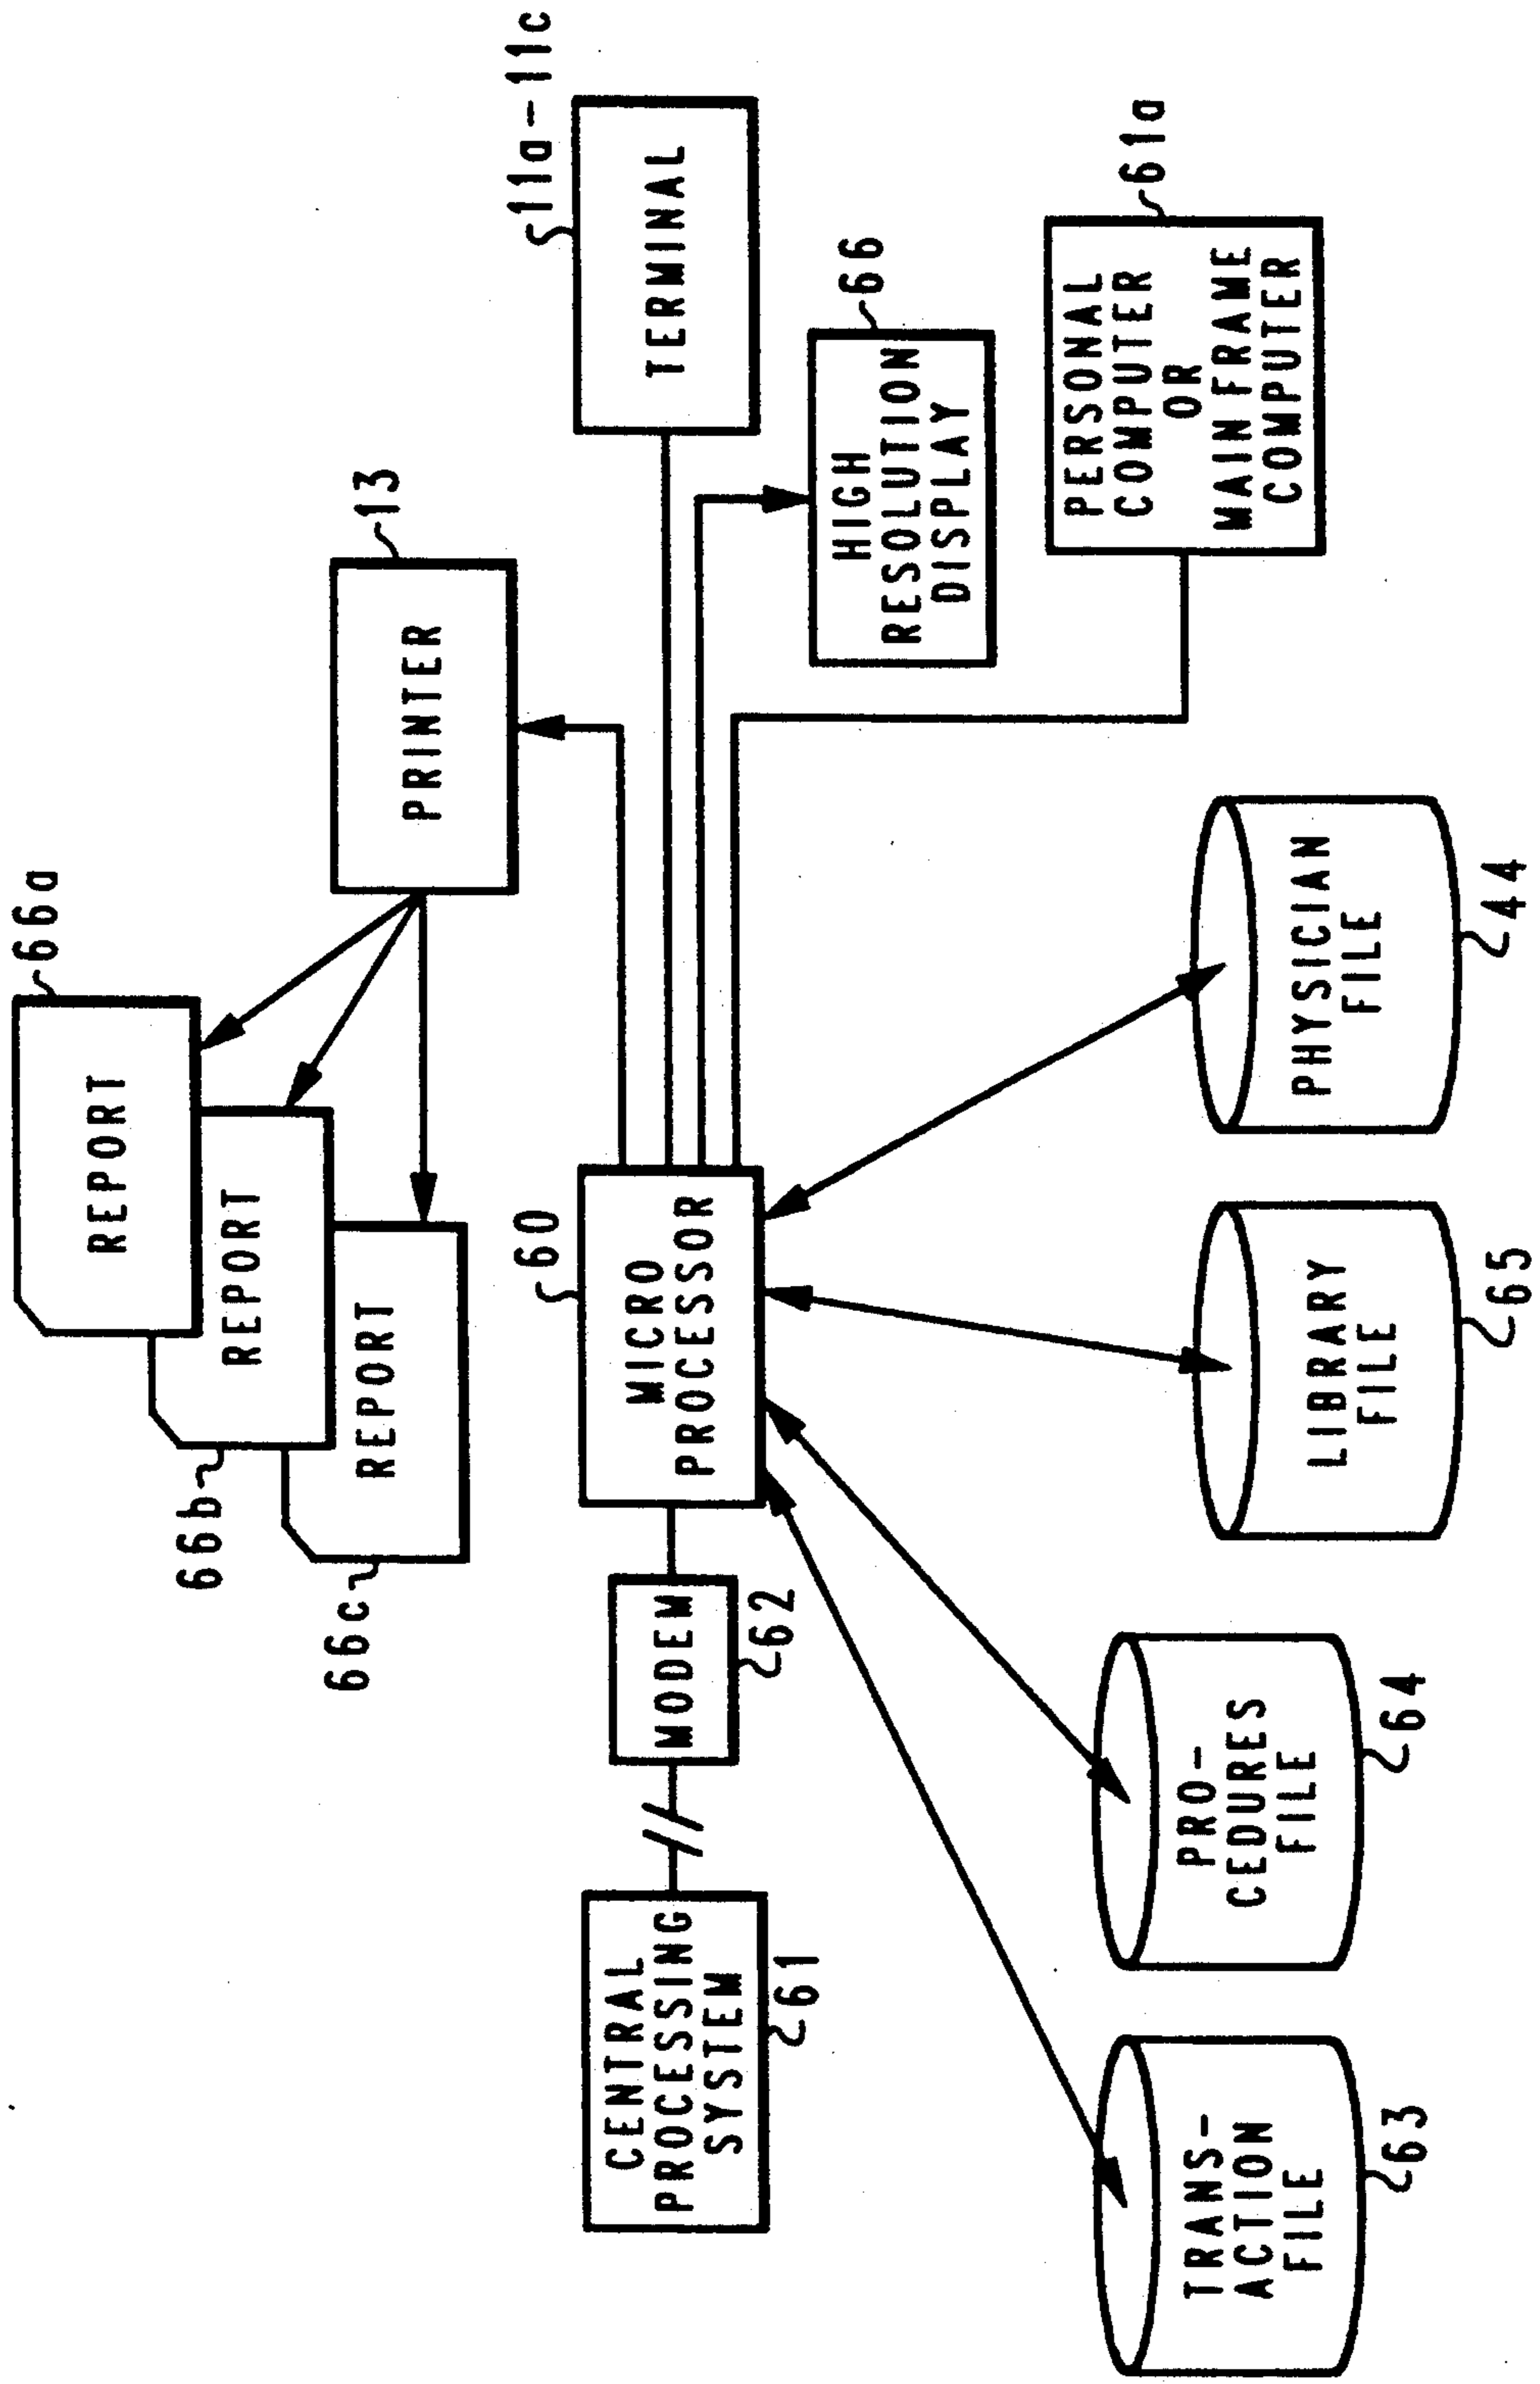 66a
REPORT
66b
REPORT
66c
REPORT
13
PRINTER
11a-11c
TERMINAL
60
MICRO
PROCESSOR
MODEM
62
CENTRAL
PROCESSING
SYSTEM
61
66
HIGH
RESOLUTION
DISPLAY
61a
PERSONAL
COMPUTER
OR
MAINFRAME
COMPUTER
TRANS-
ACTION
FILE
63
PRO-
CEDURES
FILE
64
LIBRARY
FILE
65
PHYSICIAN
FILE
44